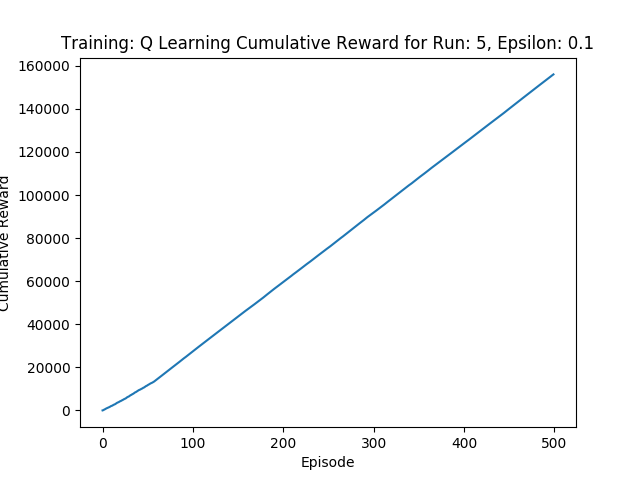 Training: Q Learning Cumulative Reward for Run: 5, Epsilon: 0.1
160000
140000
120000
100000
80000
60000
40000
20000
0
Cumulative Reward
0 100 200 300 400 500
Episode